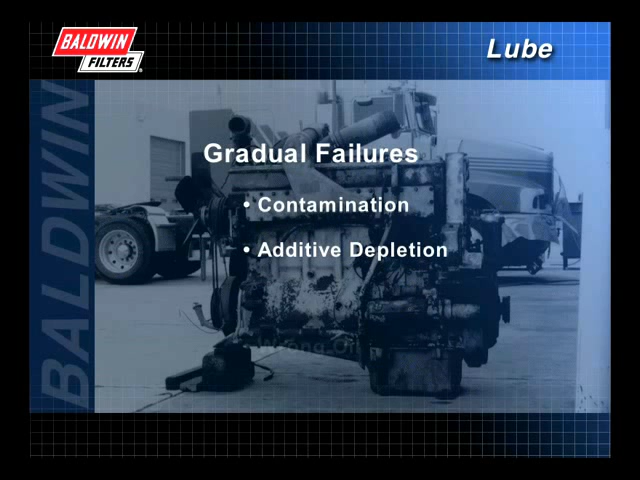 BALDWIN
FILTERS
Lube
Gradual Failures
• Contamination
• Additive Depletion
BALDWIN